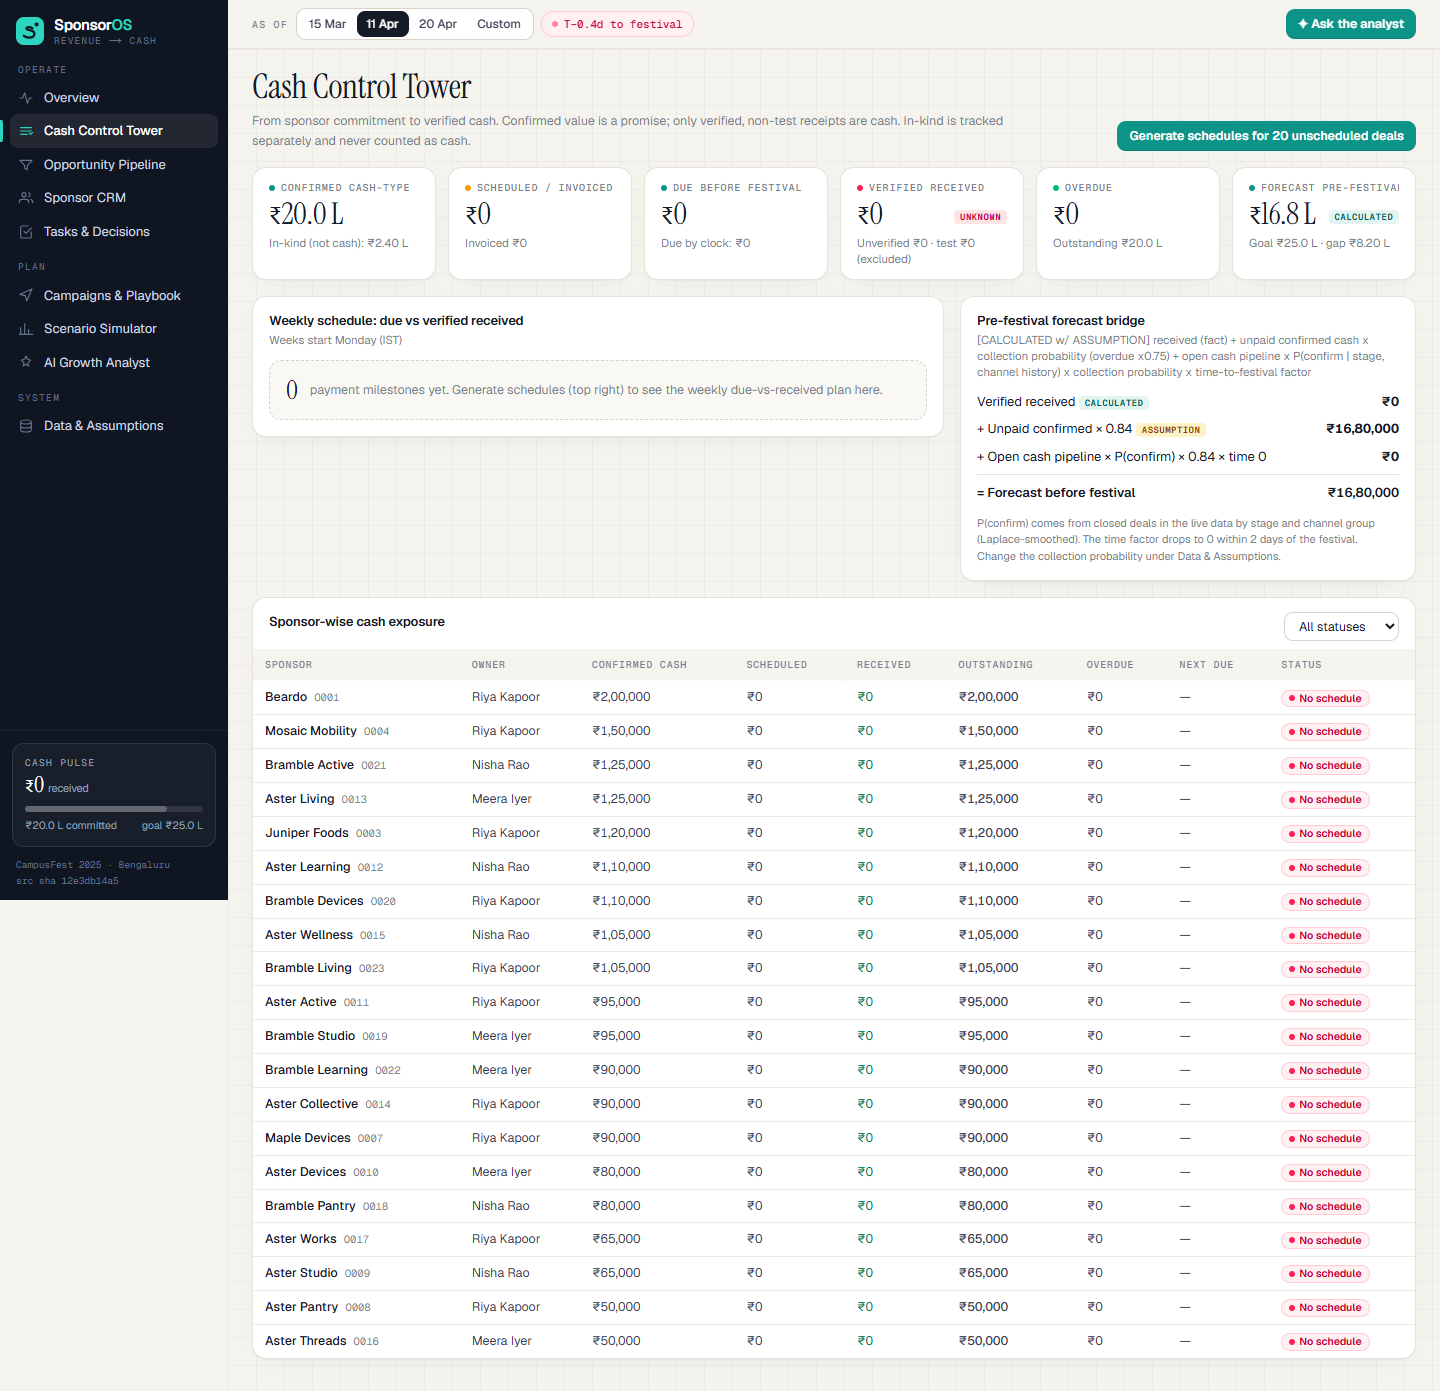 SponsorOS
REVENUE → CASH
OPERATE
Overview
Cash Control Tower
Opportunity Pipeline
Sponsor CRM
Tasks & Decisions
PLAN
Campaigns & Playbook
Scenario Simulator
AI Growth Analyst
SYSTEM
Data & Assumptions
CASH PULSE
₹0 received
₹20.0 L committed goal ₹25.0 L
CampusFest 2025 · Bengaluru
src sha 12e3db14a5
AS OF 15 Mar 11 Apr 20 Apr Custom T-0.4d to festival
✦ Ask the analyst
Cash Control Tower
From sponsor commitment to verified cash. Confirmed value is a promise; only verified, non-test receipts are cash. In-kind is tracked
separately and never counted as cash.
Generate schedules for 20 unscheduled deals
CONFIRMED CASH-TYPE
₹20.0 L
In-kind (not cash): ₹2.40 L
SCHEDULED / INVOICED
₹0
Invoiced ₹0
DUE BEFORE FESTIVAL
₹0
Due by clock: ₹0
VERIFIED RECEIVED
₹0 UNKNOWN
Unverified ₹0 · test ₹0
(excluded)
OVERDUE
₹0
Outstanding ₹20.0 L
FORECAST PRE-FESTIVAL
₹16.8 L CALCULATED
Goal ₹25.0 L · gap ₹8.20 L
Weekly schedule: due vs verified received
Weeks start Monday (IST)
0 payment milestones yet. Generate schedules (top right) to see the weekly due-vs-received plan here.
Pre-festival forecast bridge
[CALCULATED w/ ASSUMPTION] received (fact) + unpaid confirmed cash x
collection probability (overdue x0.75) + open cash pipeline x P(confirm | stage,
channel history) x collection probability x time-to-festival factor
Verified received CALCULATED ₹0
+ Unpaid confirmed × 0.84 ASSUMPTION ₹16,80,000
+ Open cash pipeline × P(confirm) × 0.84 × time 0 ₹0
= Forecast before festival ₹16,80,000
P(confirm) comes from closed deals in the live data by stage and channel group
(Laplace-smoothed). The time factor drops to 0 within 2 days of the festival.
Change the collection probability under Data & Assumptions.
Sponsor-wise cash exposure
All statuses
SPONSOR OWNER CONFIRMED CASH SCHEDULED RECEIVED OUTSTANDING OVERDUE NEXT DUE STATUS
Beardo O001 Riya Kapoor ₹2,00,000 ₹0 ₹0 ₹2,00,000 ₹0 — No schedule
Mosaic Mobility O004 Riya Kapoor ₹1,50,000 ₹0 ₹0 ₹1,50,000 ₹0 — No schedule
Bramble Active O021 Nisha Rao ₹1,25,000 ₹0 ₹0 ₹1,25,000 ₹0 — No schedule
Aster Living O013 Meera Iyer ₹1,25,000 ₹0 ₹0 ₹1,25,000 ₹0 — No schedule
Juniper Foods O003 Riya Kapoor ₹1,20,000 ₹0 ₹0 ₹1,20,000 ₹0 — No schedule
Aster Learning O012 Nisha Rao ₹1,10,000 ₹0 ₹0 ₹1,10,000 ₹0 — No schedule
Bramble Devices O020 Riya Kapoor ₹1,10,000 ₹0 ₹0 ₹1,10,000 ₹0 — No schedule
Aster Wellness O015 Nisha Rao ₹1,05,000 ₹0 ₹0 ₹1,05,000 ₹0 — No schedule
Bramble Living O023 Riya Kapoor ₹1,05,000 ₹0 ₹0 ₹1,05,000 ₹0 — No schedule
Aster Active O011 Riya Kapoor ₹95,000 ₹0 ₹0 ₹95,000 ₹0 — No schedule
Bramble Studio O019 Meera Iyer ₹95,000 ₹0 ₹0 ₹95,000 ₹0 — No schedule
Bramble Learning O022 Meera Iyer ₹90,000 ₹0 ₹0 ₹90,000 ₹0 — No schedule
Aster Collective O014 Riya Kapoor ₹90,000 ₹0 ₹0 ₹90,000 ₹0 — No schedule
Maple Devices O007 Riya Kapoor ₹90,000 ₹0 ₹0 ₹90,000 ₹0 — No schedule
Aster Devices O010 Meera Iyer ₹80,000 ₹0 ₹0 ₹80,000 ₹0 — No schedule
Bramble Pantry O018 Nisha Rao ₹80,000 ₹0 ₹0 ₹80,000 ₹0 — No schedule
Aster Works O017 Riya Kapoor ₹65,000 ₹0 ₹0 ₹65,000 ₹0 — No schedule
Aster Studio O009 Nisha Rao ₹65,000 ₹0 ₹0 ₹65,000 ₹0 — No schedule
Aster Pantry O008 Riya Kapoor ₹50,000 ₹0 ₹0 ₹50,000 ₹0 — No schedule
Aster Threads O016 Meera Iyer ₹50,000 ₹0 ₹0 ₹50,000 ₹0 — No schedule